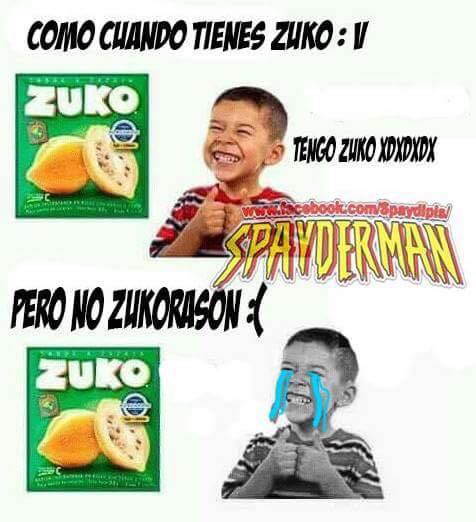 COMO CUANDO TIENES ZUKO : V
ZUKO
TENGO ZUKO XDXDXDX
www.facebook.com/Spaydipls/
SPAYDERMAN
PERO NO ZUKORASON :(
ZUKO